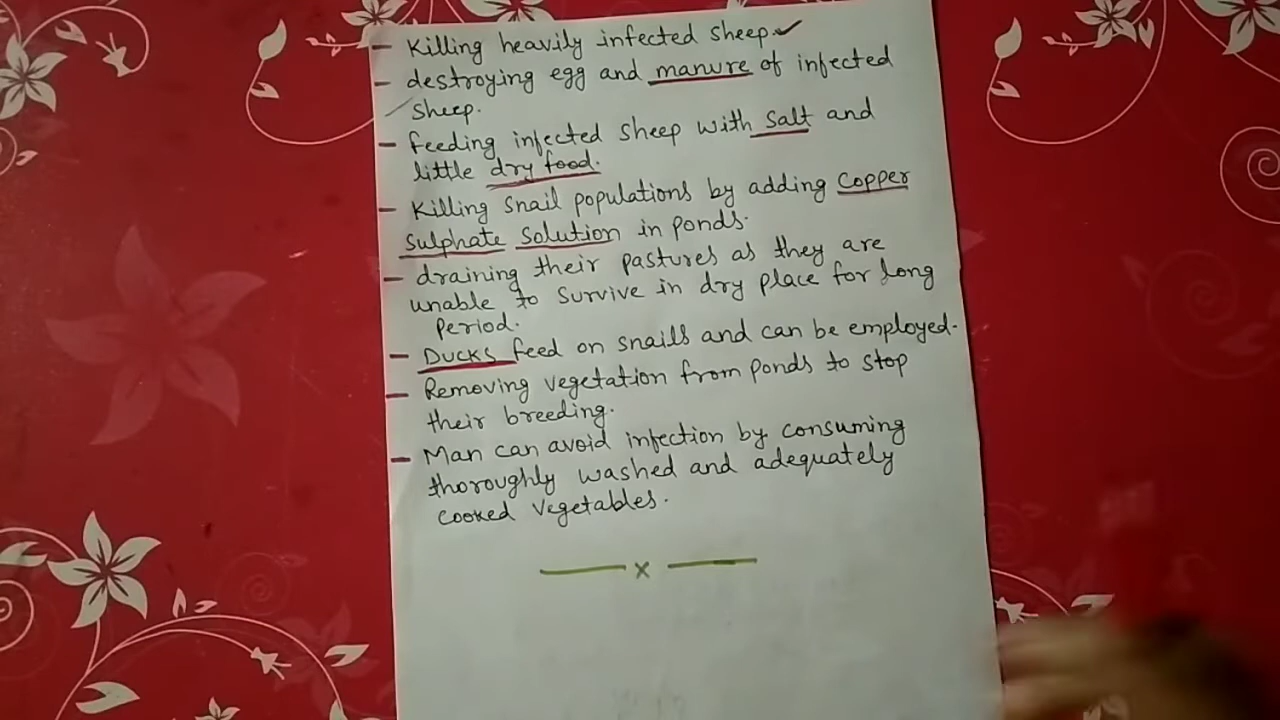 - Killing heavily infected sheep.
- destroying egg and manure of infected
sheep.
- feeding infected sheep with salt and
little dry food.
- Killing snail populations by adding copper
sulphate solution in ponds.
- draining their pastures as they are
unable to survive in dry place for long
period.
- Ducks feed on snails and can be employed.
- Removing vegetation from ponds to stop
their breeding.
- Man can avoid infection by consuming
thoroughly washed and adequately
cooked vegetables.
— x —